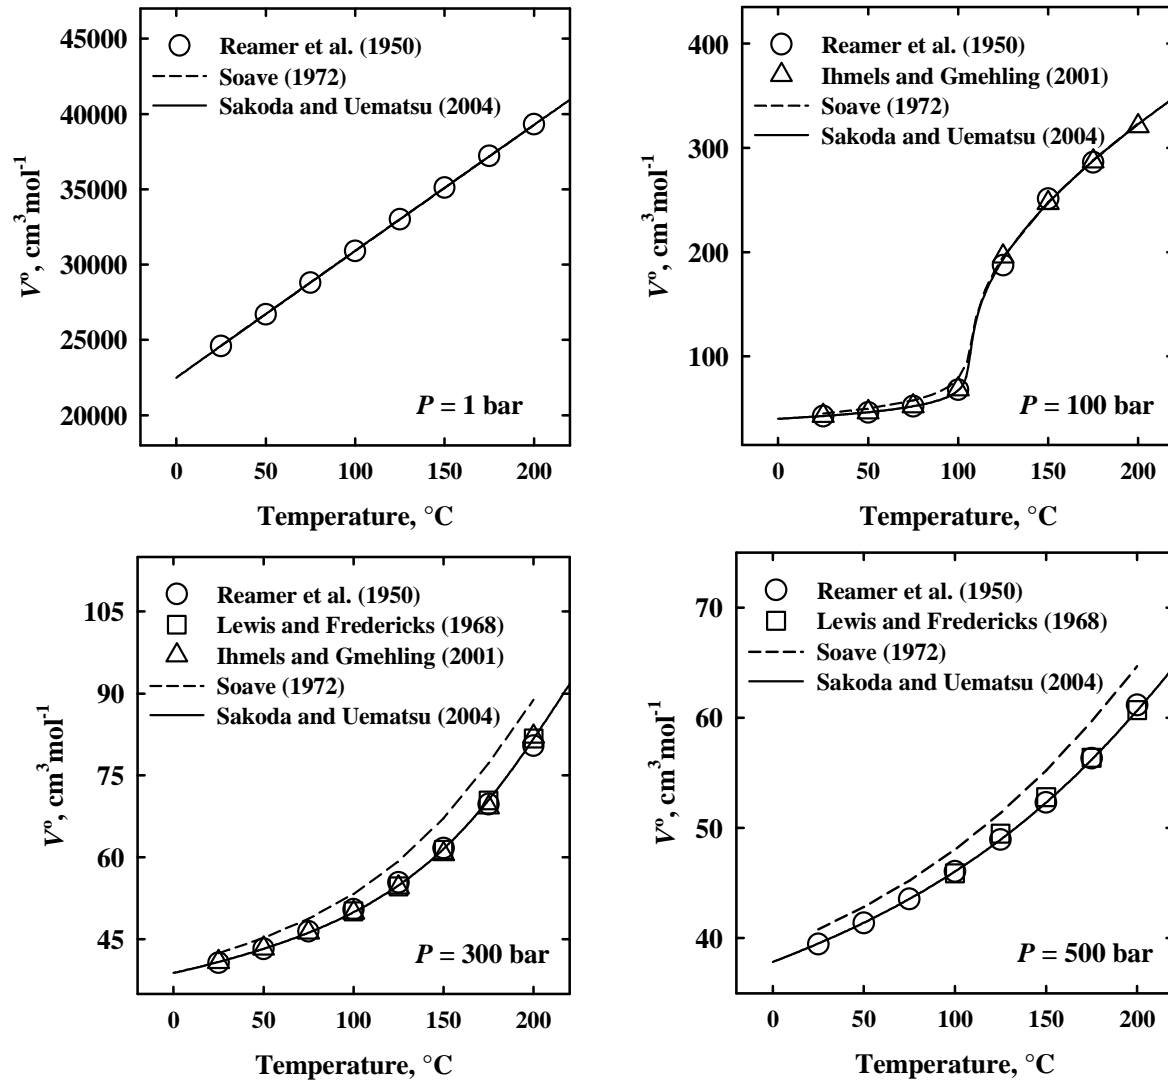 45000
40000
35000
30000
25000
20000
V°, cm³mol⁻¹
Reamer et al. (1950)
Soave (1972)
Sakoda and Uematsu (2004)
P = 1 bar
0 50 100 150 200
Temperature, °C
400
300
200
100
V°, cm³mol⁻¹
Reamer et al. (1950)
Ihmels and Gmehling (2001)
Soave (1972)
Sakoda and Uematsu (2004)
P = 100 bar
0 50 100 150 200
Temperature, °C
105
90
75
60
45
V°, cm³mol⁻¹
Reamer et al. (1950)
Lewis and Fredericks (1968)
Ihmels and Gmehling (2001)
Soave (1972)
Sakoda and Uematsu (2004)
P = 300 bar
0 50 100 150 200
Temperature, °C
70
60
50
40
V°, cm³mol⁻¹
Reamer et al. (1950)
Lewis and Fredericks (1968)
Soave (1972)
Sakoda and Uematsu (2004)
P = 500 bar
0 50 100 150 200
Temperature, °C